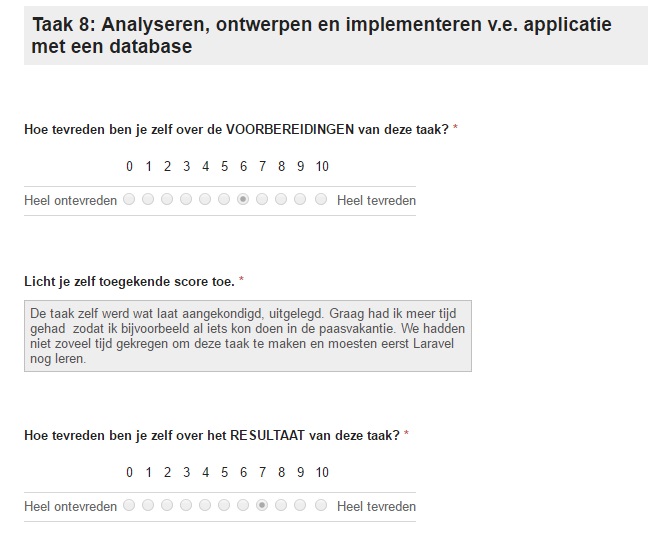 Taak 8: Analyseren, ontwerpen en implementeren v.e. applicatie
met een database
Hoe tevreden ben je zelf over de VOORBEREIDINGEN van deze taak? *
0 1 2 3 4 5 6 7 8 9 10
Heel ontevreden Heel tevreden
Licht je zelf toegekende score toe. *
De taak zelf werd wat laat aangekondigd, uitgelegd. Graag had ik meer tijd
gehad  zodat ik bijvoorbeeld al iets kon doen in de paasvakantie. We hadden
niet zoveel tijd gekregen om deze taak te maken en moesten eerst Laravel
nog leren.
Hoe tevreden ben je zelf over het RESULTAAT van deze taak? *
0 1 2 3 4 5 6 7 8 9 10
Heel ontevreden Heel tevreden